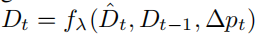 D_t = f_λ(D̂_t, D_{t−1}, Δp_t)